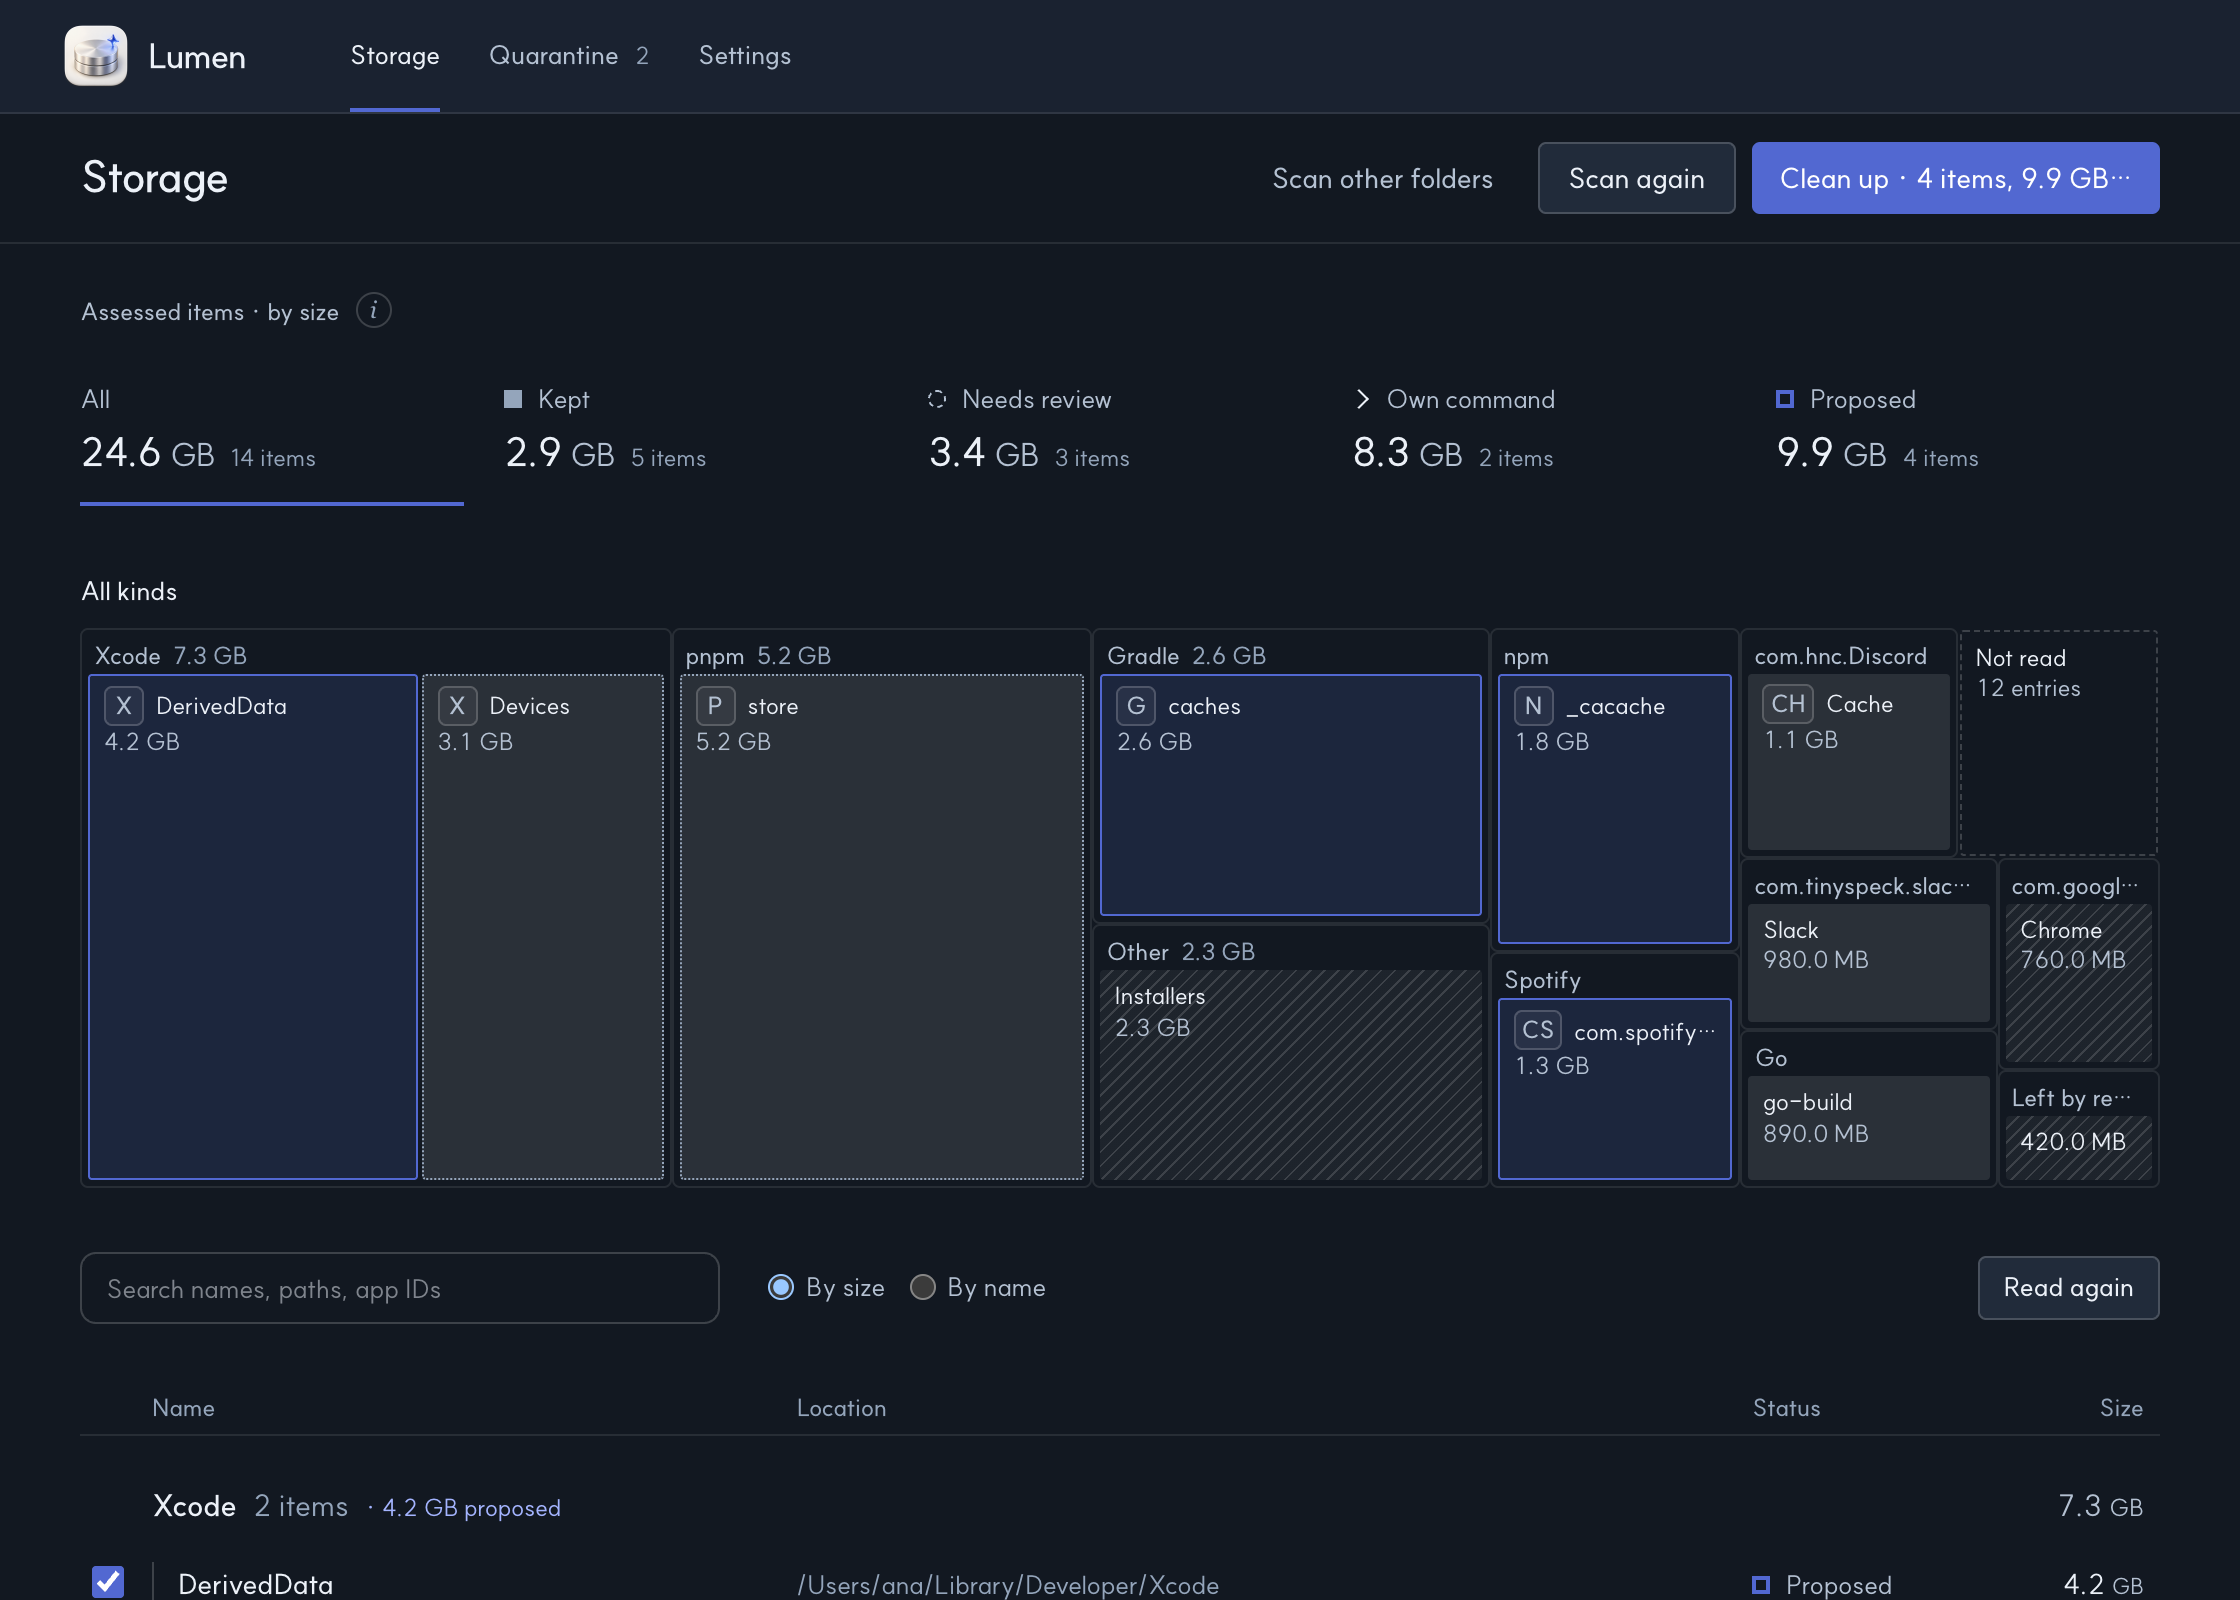 Lumen
Storage
Quarantine 2
Settings
Storage
Scan other folders
Scan again
Clean up · 4 items, 9.9 GB…
Assessed items · by size
i
All
24.6 GB 14 items
Kept
2.9 GB 5 items
Needs review
3.4 GB 3 items
Own command
8.3 GB 2 items
Proposed
9.9 GB 4 items
All kinds
Xcode 7.3 GB
X DerivedData
4.2 GB
X Devices
3.1 GB
pnpm 5.2 GB
P store
5.2 GB
Gradle 2.6 GB
G caches
2.6 GB
Other 2.3 GB
Installers
2.3 GB
npm
N _cacache
1.8 GB
Spotify
CS com.spotify…
1.3 GB
com.hnc.Discord
CH Cache
1.1 GB
Not read
12 entries
com.tinyspeck.slac…
Slack
980.0 MB
com.googl…
Chrome
760.0 MB
Go
go-build
890.0 MB
Left by re…
420.0 MB
Search names, paths, app IDs
By size
By name
Read again
Name
Location
Status
Size
Xcode 2 items · 4.2 GB proposed
7.3 GB
DerivedData
/Users/ana/Library/Developer/Xcode
Proposed
4.2 GB